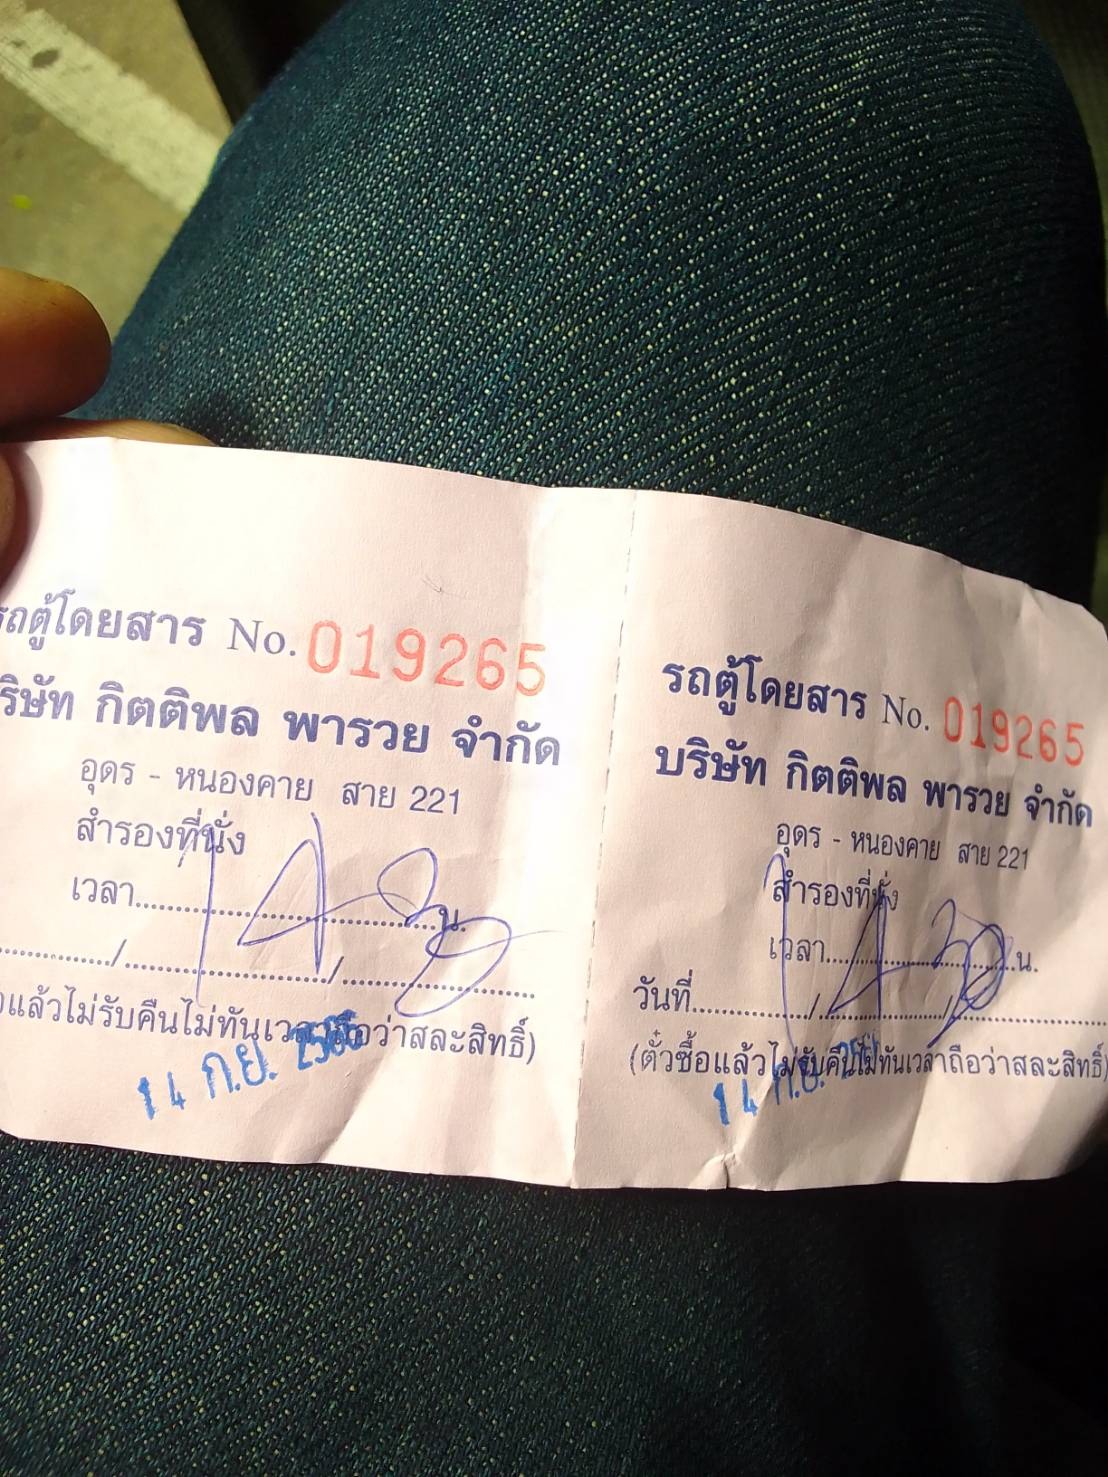 รถตู้โดยสาร No. 019265
ริษัท กิตติพล พารวย จำกัด
อุดร - หนองคาย สาย 221
สำรองที่นั่ง
เวลา..............................น.
............/..................../..................
แล้วไม่รับคืนไม่ทันเวลาถือว่าสละสิทธิ์)
14 ก.ย. 2566
รถตู้โดยสาร No. 019265
บริษัท กิตติพล พารวย จำกัด
อุดร - หนองคาย สาย 221
สำรองที่นั่ง
เวลา..............................น.
14 30
วันที่............/............/............
(ตั๋วซื้อแล้วไม่รับคืนไม่ทันเวลาถือว่าสละสิทธิ์)
14 ก.ย.